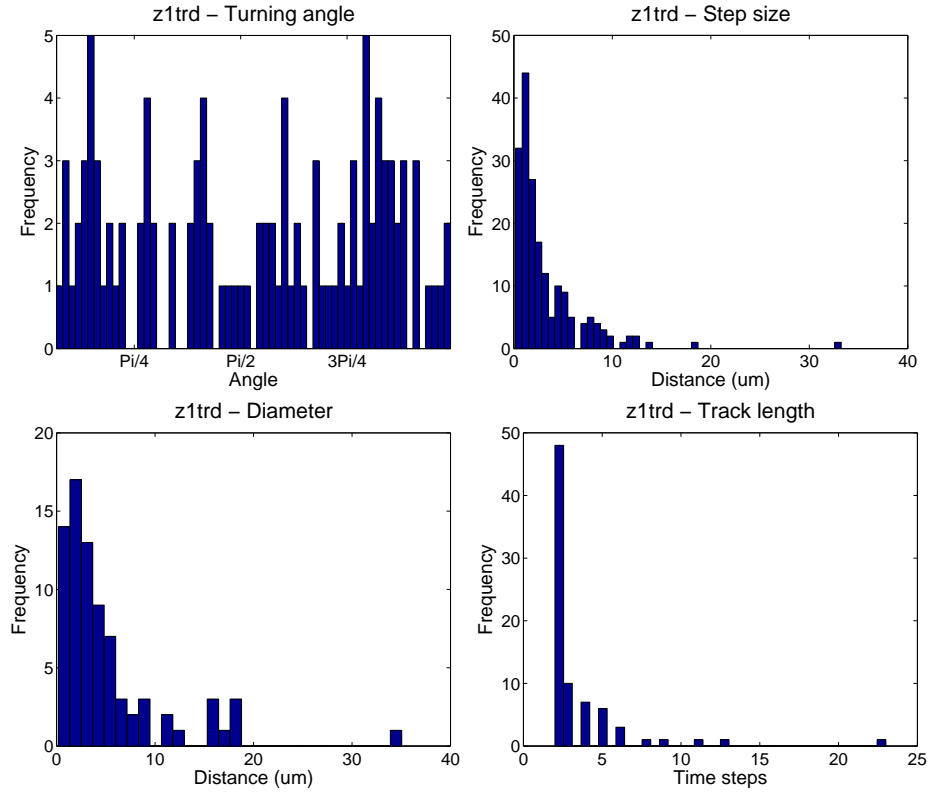 z1trd − Turning angle
5
4
3
2
1
0
Frequency
Pi/4
Pi/2
3Pi/4
Angle
z1trd − Step size
50
40
30
20
10
0
Frequency
0
10
20
30
40
Distance (um)
z1trd − Diameter
20
15
10
5
0
Frequency
0
10
20
30
40
Distance (um)
z1trd − Track length
50
40
30
20
10
0
Frequency
0
5
10
15
20
25
Time steps